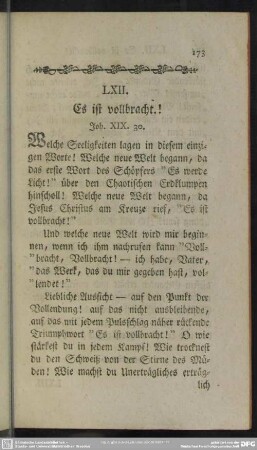 173
LXII.
Es ist vollbracht.!
Joh. XIX. 30.
Welche Seeligkeiten lagen in diesem einzi-
gen Worte! Welche neue Welt begann, da
das erste Wort des Schöpfers "Es werde
Licht!" über den Chaotischen Erdklumpen
hinscholl! Welche neue Welt begann, da
Jesus Christus am Kreuze rief, "Es ist
vollbracht!"
Und welche neue Welt wird mir begin-
nen, wenn ich ihm nachrufen kann "Voll-
"bracht, Vollbracht! — ich habe, Vater,
"das Werk, das du mir gegeben hast, vol-
"lendet!"
Liebliche Aussicht — auf den Punkt der
Vollendung! auf das nicht ausbleibende,
auf das mit jedem Pulsschlag näher rückende
Triumphwort "Es ist vollbracht!" O wie
stärkest du in jedem Kampf! Wie trocknest
du den Schweiß von der Stirne des Mü-
den! Wie machst du Unerträgliches erträg-
lich